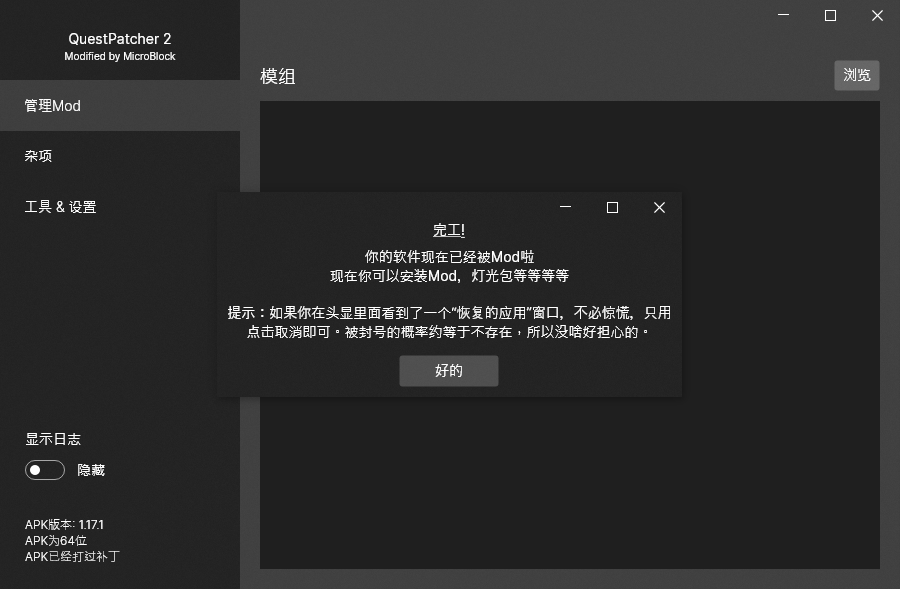 QuestPatcher 2
Modified by MicroBlock
管理Mod
杂项
工具 & 设置
显示日志
隐藏
APK版本: 1.17.1
APK为64位
APK已经打过补丁
模组
浏览
完工!
你的软件现在已经被Mod啦
现在你可以安装Mod，灯光包等等等等
提示：如果你在头显里面看到了一个"恢复的应用"窗口，不必惊慌，只用
点击取消即可。被封号的概率约等于不存在，所以没啥好担心的。
好的